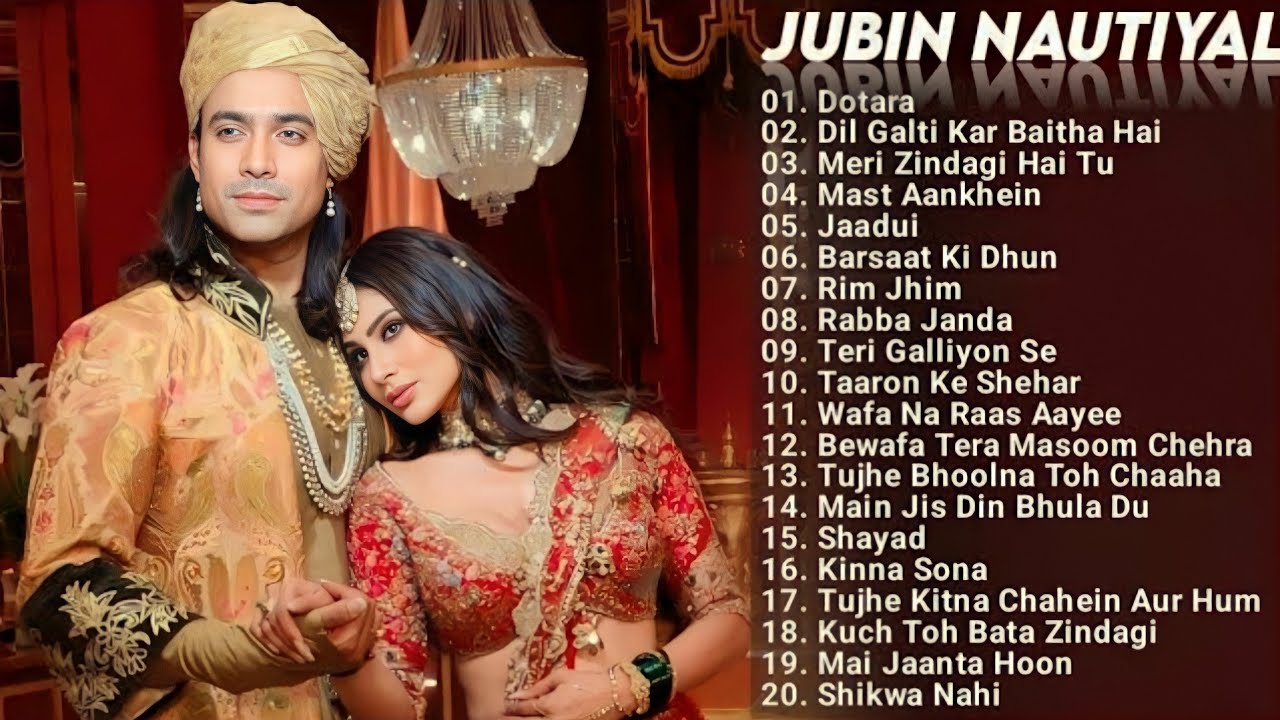 JUBIN NAUTIYAL
01. Dotara
02. Dil Galti Kar Baitha Hai
03. Meri Zindagi Hai Tu
04. Mast Aankhein
05. Jaadui
06. Barsaat Ki Dhun
07. Rim Jhim
08. Rabba Janda
09. Teri Galliyon Se
10. Taaron Ke Shehar
11. Wafa Na Raas Aayee
12. Bewafa Tera Masoom Chehra
13. Tujhe Bhoolna Toh Chaaha
14. Main Jis Din Bhula Du
15. Shayad
16. Kinna Sona
17. Tujhe Kitna Chahein Aur Hum
18. Kuch Toh Bata Zindagi
19. Mai Jaanta Hoon
20. Shikwa Nahi